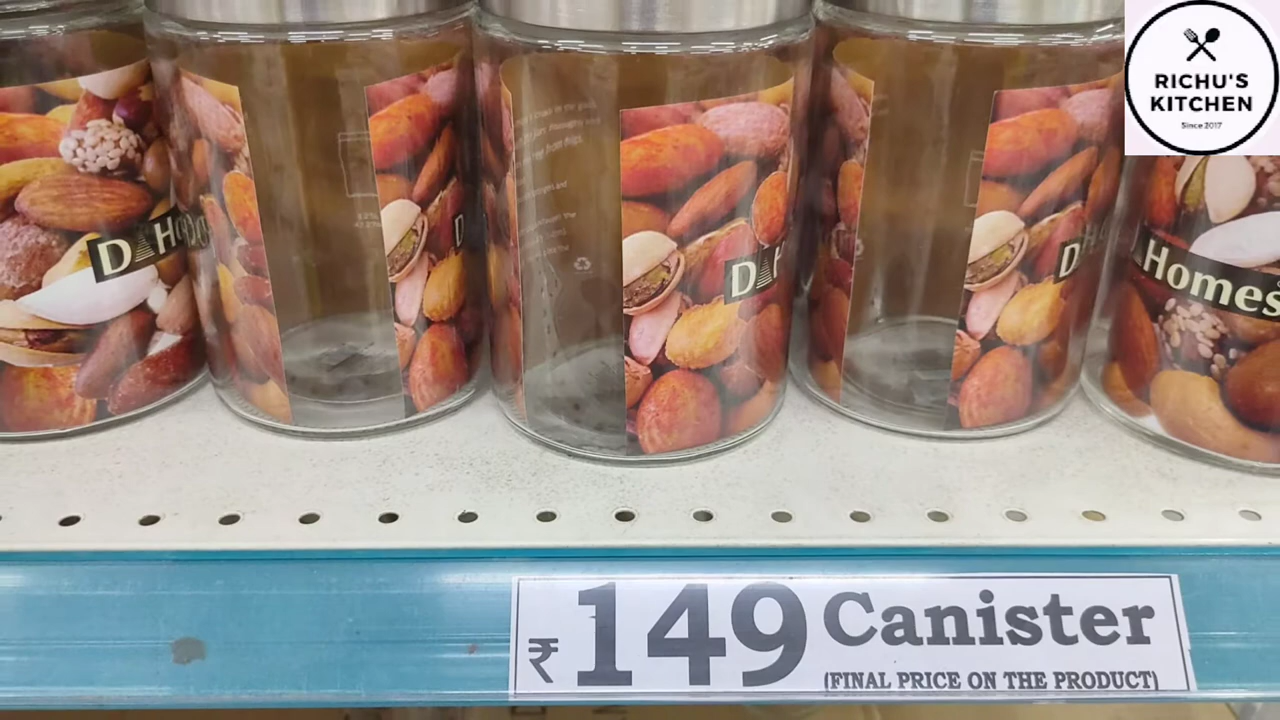 RICHU'S
KITCHEN
Since 2017
Homes
₹149 Canister
(FINAL PRICE ON THE PRODUCT)